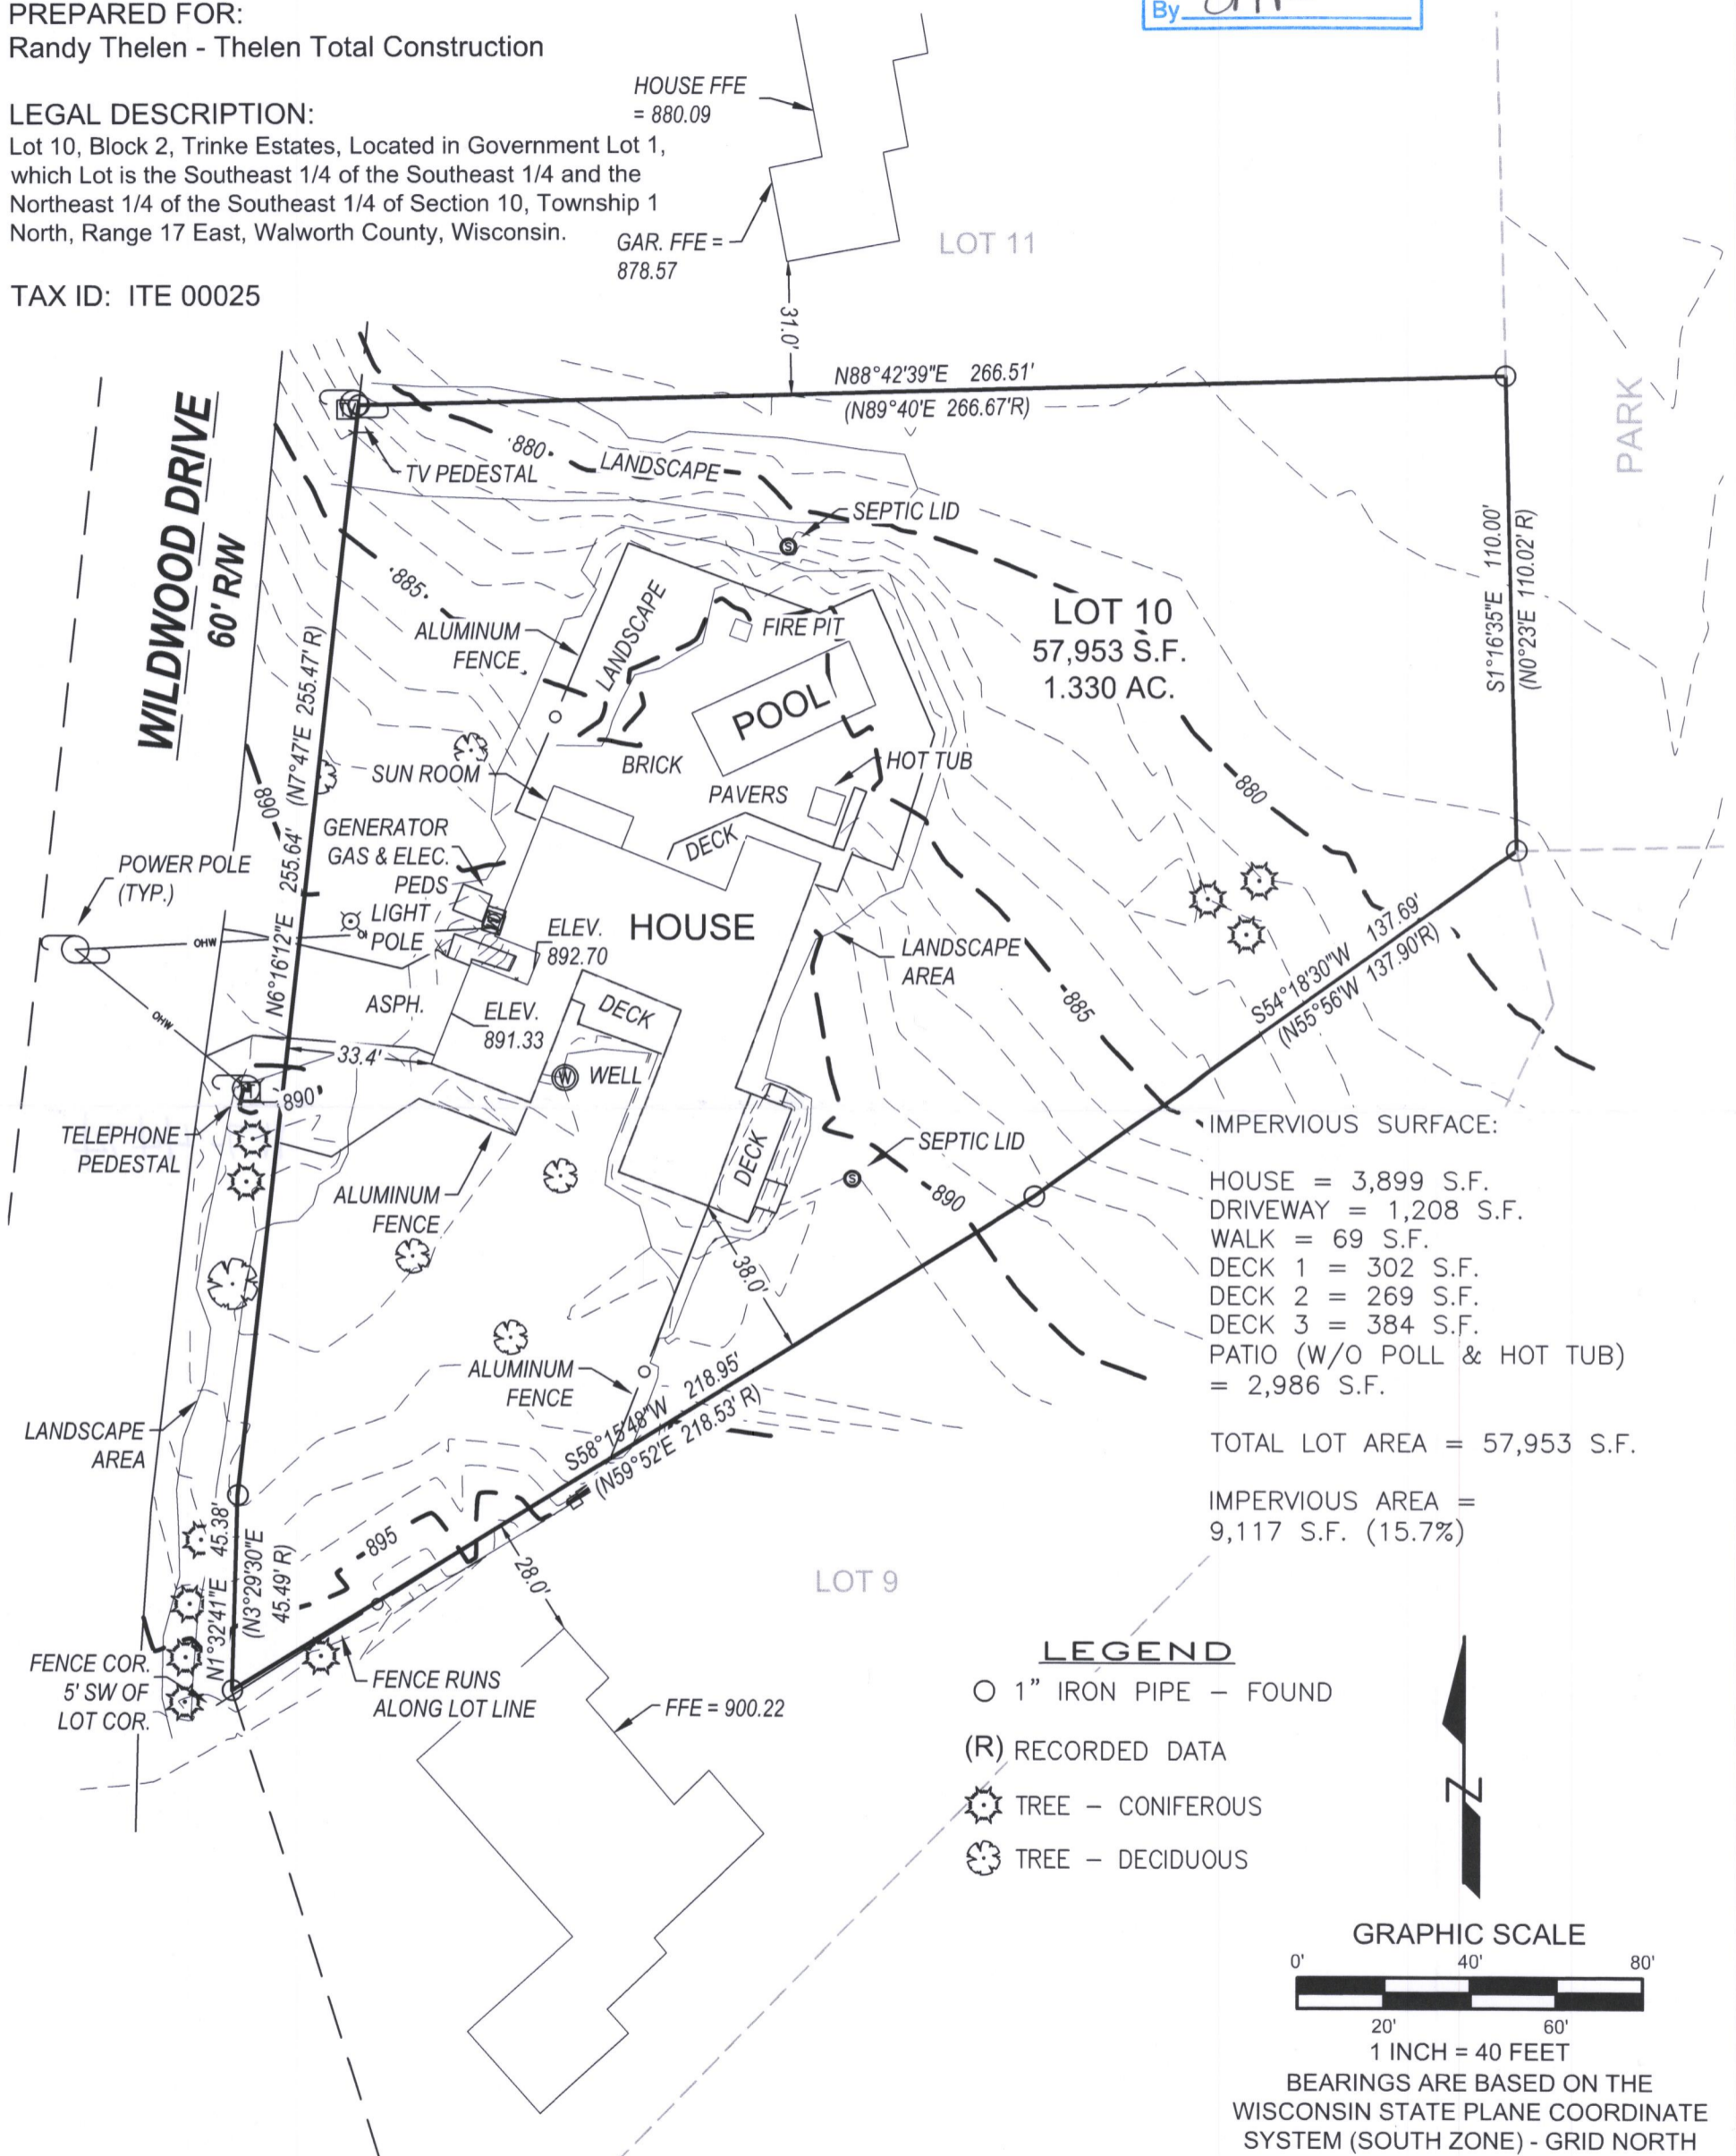 PREPARED FOR:
Randy Thelen - Thelen Total Construction
By
LEGAL DESCRIPTION:
Lot 10, Block 2, Trinke Estates, Located in Government Lot 1,
which Lot is the Southeast 1/4 of the Southeast 1/4 and the
Northeast 1/4 of the Southeast 1/4 of Section 10, Township 1
North, Range 17 East, Walworth County, Wisconsin.
TAX ID: ITE 00025
HOUSE FFE
= 880.09
GAR. FFE =
878.57
LOT 11
31.0'
N88°42'39"E 266.51'
(N89°40'E 266.67'R)
PARK
WILDWOOD DRIVE
60' R/W
TV PEDESTAL
880
LANDSCAPE
SEPTIC LID
885
S1°16'35"E 110.00'
(N0°23'E 110.02' R)
LOT 10
57,953 S.F.
1.330 AC.
ALUMINUM
FENCE
LANDSCAPE
FIRE PIT
POOL
BRICK
HOT TUB
PAVERS
SUN ROOM
DECK
880
890
N6°16'12"E 255.64'
(N7°47'E 255.47' R)
GENERATOR
GAS & ELEC.
PEDS
POWER POLE
(TYP.)
LIGHT
POLE
OHW
OHW
ELEV.
892.70
HOUSE
LANDSCAPE
AREA
ASPH.
ELEV.
891.33
DECK
885
S54°18'30"W 137.69'
(N55°56'W 137.90'R)
33.4'
WELL
W
890
TELEPHONE
PEDESTAL
DECK
SEPTIC LID
890
ALUMINUM
FENCE
38.0'
IMPERVIOUS SURFACE:
HOUSE = 3,899 S.F.
DRIVEWAY = 1,208 S.F.
WALK = 69 S.F.
DECK 1 = 302 S.F.
DECK 2 = 269 S.F.
DECK 3 = 384 S.F.
PATIO (W/O POLL & HOT TUB)
= 2,986 S.F.
TOTAL LOT AREA = 57,953 S.F.
IMPERVIOUS AREA =
9,117 S.F. (15.7%)
ALUMINUM
FENCE
S58°15'48"W 218.95'
(N59°52'E 218.53' R)
LANDSCAPE
AREA
895
28.0'
LOT 9
N1°32'41"E 45.38'
(N3°29'30"E
45.49' R)
FENCE COR.
5' SW OF
LOT COR.
FENCE RUNS
ALONG LOT LINE
FFE = 900.22
LEGEND
1" IRON PIPE – FOUND
(R) RECORDED DATA
TREE – CONIFEROUS
TREE – DECIDUOUS
N
GRAPHIC SCALE
0' 40' 80'
20' 60'
1 INCH = 40 FEET
BEARINGS ARE BASED ON THE
WISCONSIN STATE PLANE COORDINATE
SYSTEM (SOUTH ZONE) - GRID NORTH